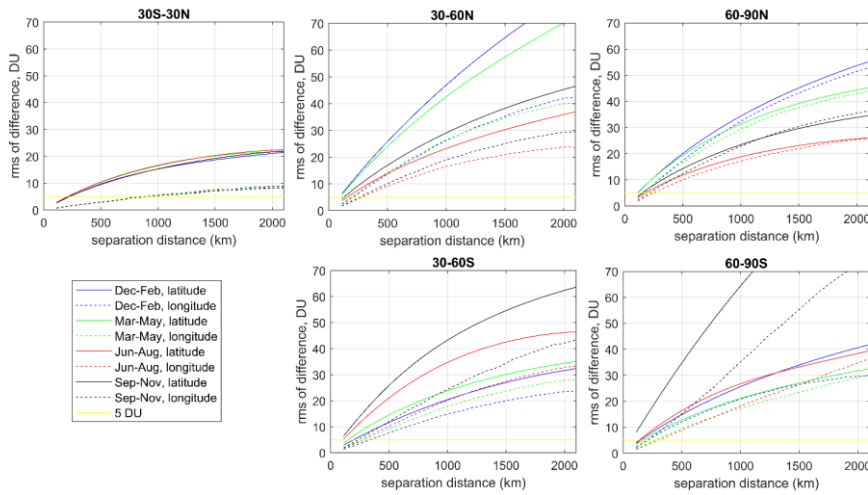 30S-30N
70
60
50
40
30
20
10
0
0 500 1000 1500 2000
rms of difference, DU
separation distance (km)
30-60N
70
60
50
40
30
20
10
0
0 500 1000 1500 2000
rms of difference, DU
separation distance (km)
60-90N
70
60
50
40
30
20
10
0
0 500 1000 1500 2000
rms of difference, DU
separation distance (km)
Dec-Feb, latitude
Dec-Feb, longitude
Mar-May, latitude
Mar-May, longitude
Jun-Aug, latitude
Jun-Aug, longitude
Sep-Nov, latitude
Sep-Nov, longitude
5 DU
30-60S
70
60
50
40
30
20
10
0
0 500 1000 1500 2000
rms of difference, DU
separation distance (km)
60-90S
70
60
50
40
30
20
10
0
0 500 1000 1500 2000
rms of difference, DU
separation distance (km)